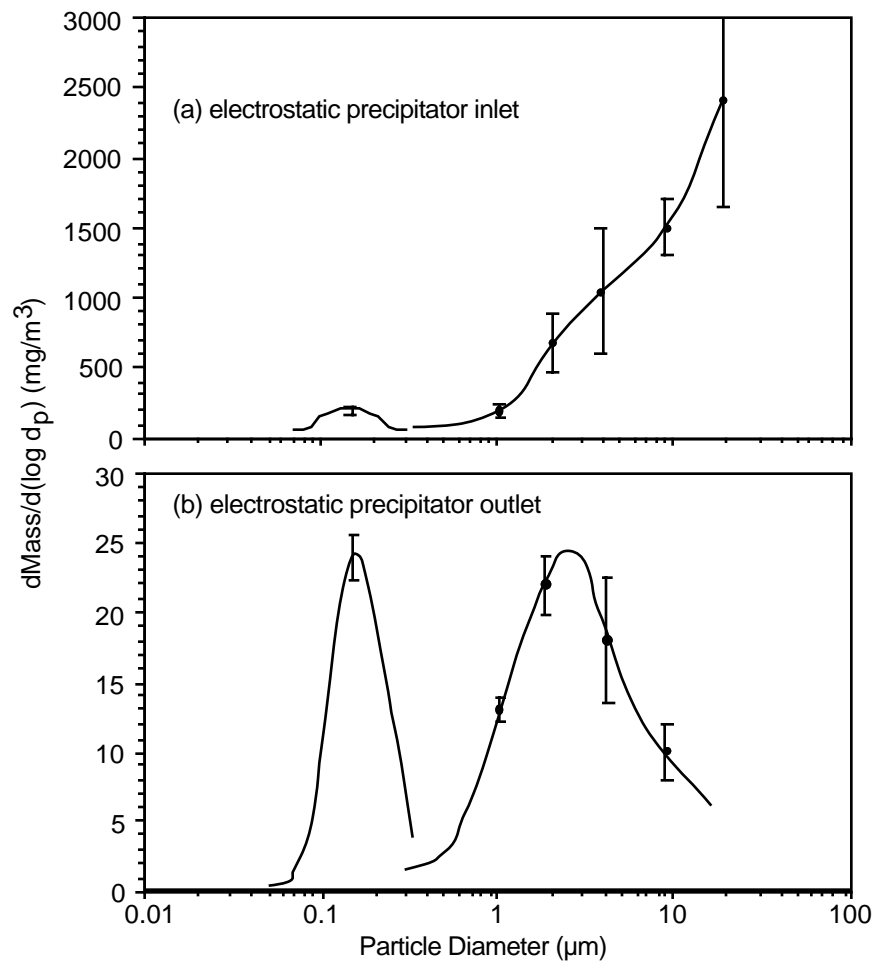 3000
2500
2000
1500
1000
500
0
(a) electrostatic precipitator inlet
dMass/d(log dp) (mg/m3)
30
25
20
15
10
5
0
(b) electrostatic precipitator outlet
0.01 0.1 1 10 100
Particle Diameter (µm)